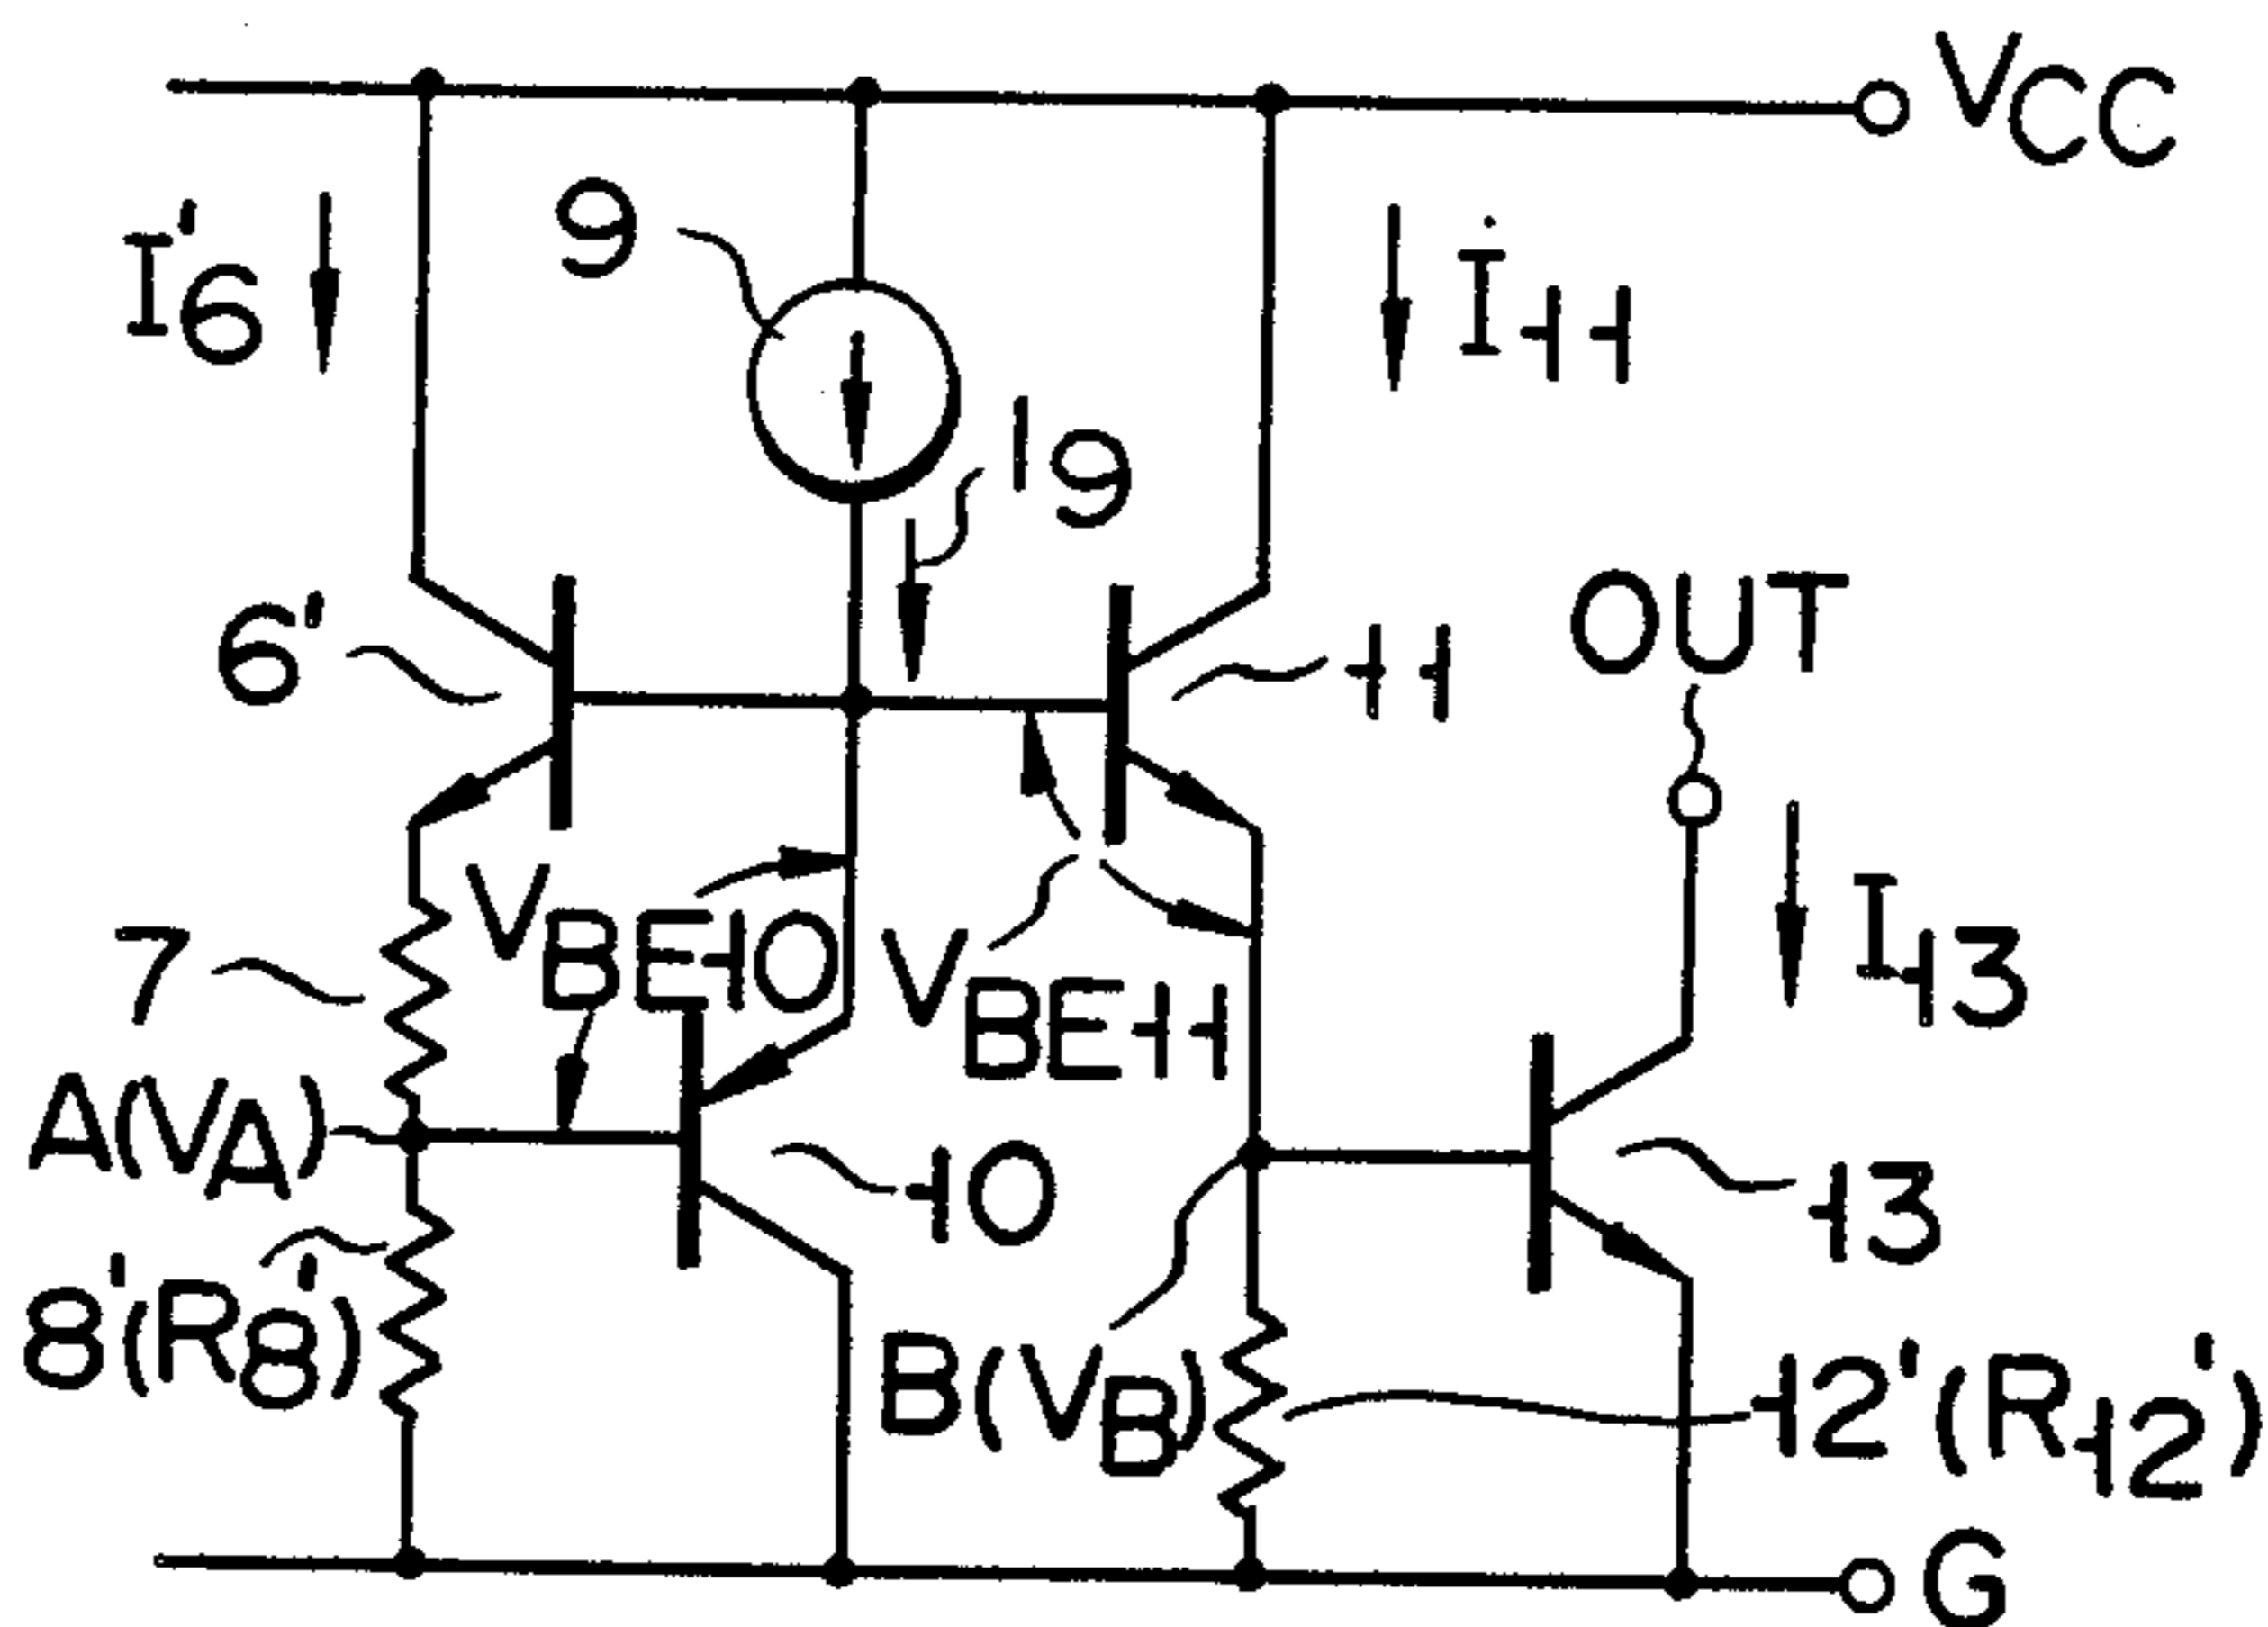 VCC
I'6
9
I11
I9
6'
11
OUT
7
VBE10
VBE11
I13
A(VA)
10
13
8'(R8')
B(VB)
12'(R12')
G